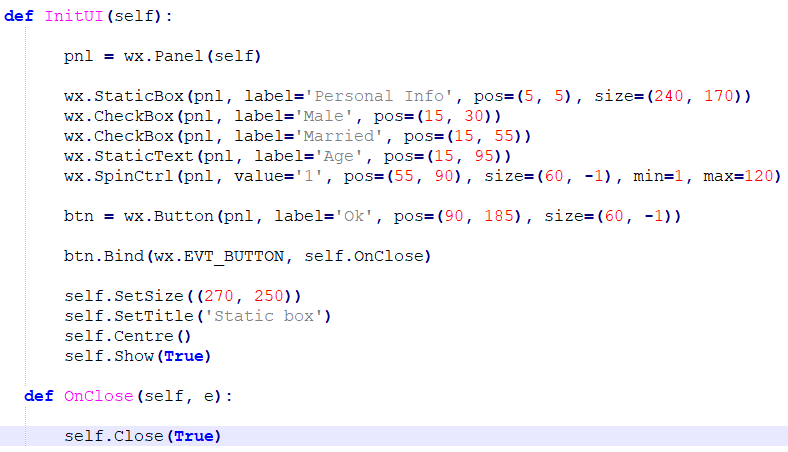 def InitUI(self):
pnl = wx.Panel(self)
wx.StaticBox(pnl, label='Personal Info', pos=(5, 5), size=(240, 170))
wx.CheckBox(pnl, label='Male', pos=(15, 30))
wx.CheckBox(pnl, label='Married', pos=(15, 55))
wx.StaticText(pnl, label='Age', pos=(15, 95))
wx.SpinCtrl(pnl, value='1', pos=(55, 90), size=(60, -1), min=1, max=120)
btn = wx.Button(pnl, label='Ok', pos=(90, 185), size=(60, -1))
btn.Bind(wx.EVT_BUTTON, self.OnClose)
self.SetSize((270, 250))
self.SetTitle('Static box')
self.Centre()
self.Show(True)
def OnClose(self, e):
self.Close(True)